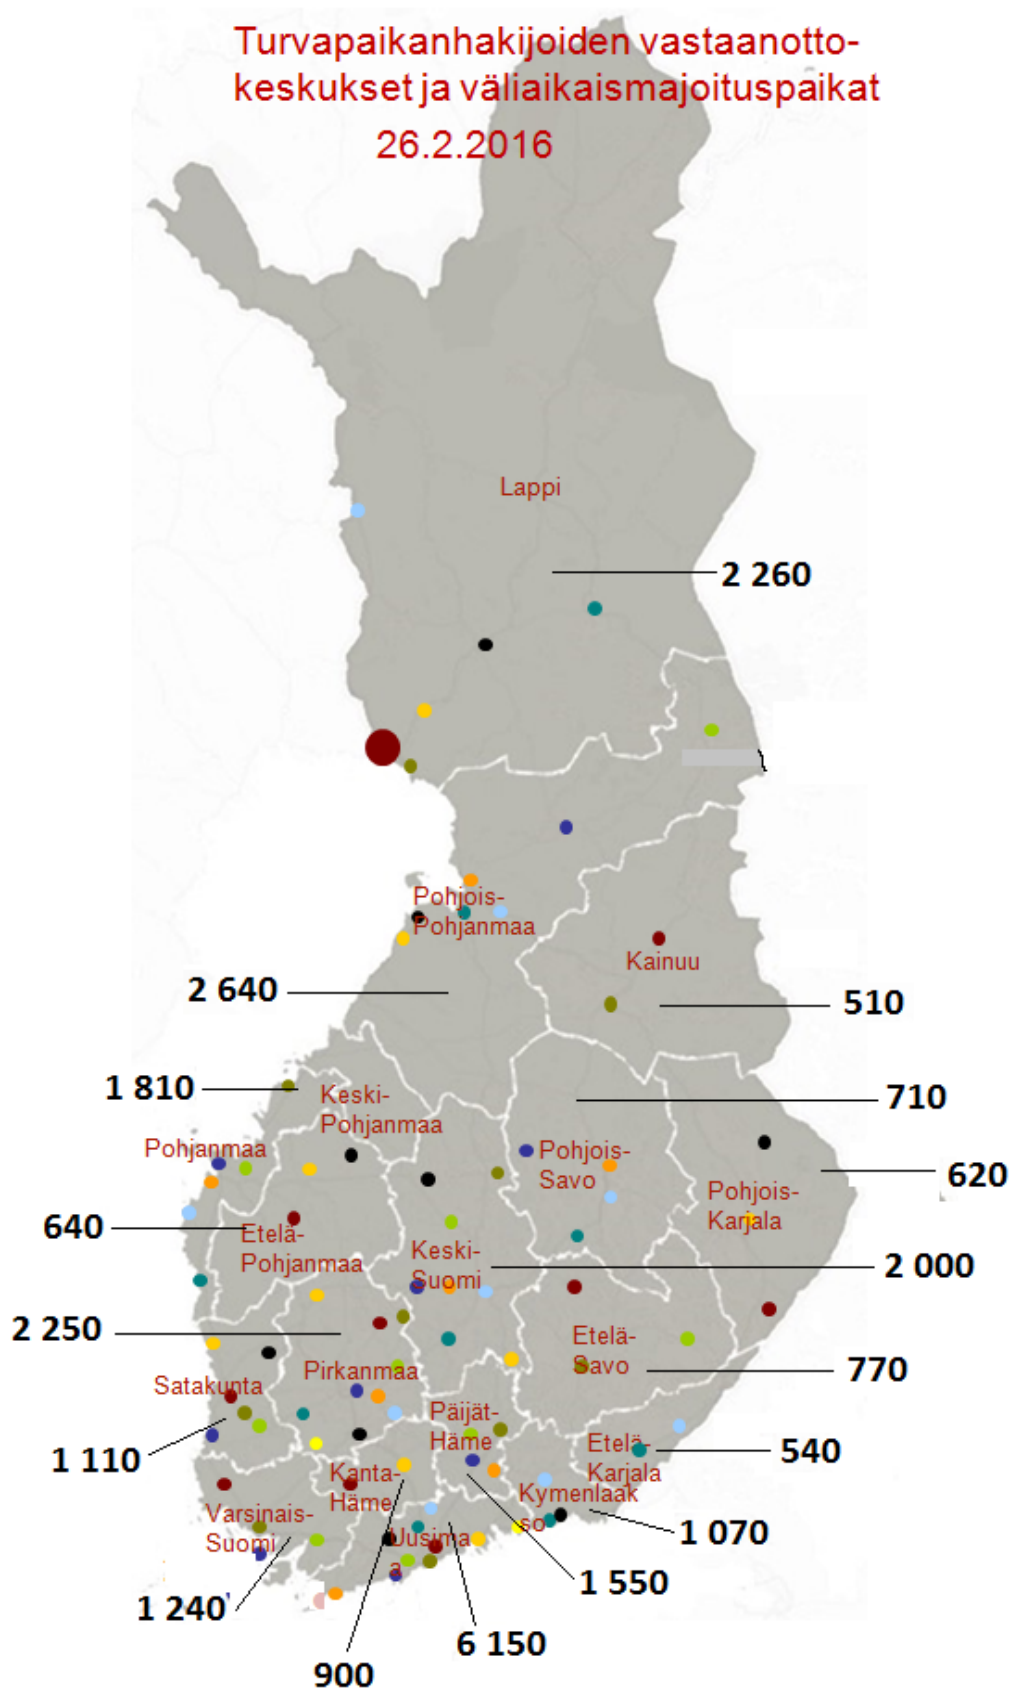 Turvapaikanhakijoiden vastaanotto-
keskukset ja väliaikaismajoituspaikat
26.2.2016
Lappi
2 260
Pohjois-
Pohjanmaa
Kainuu
2 640
510
1 810
Keski-
Pohjanmaa
710
Pohjanmaa
Pohjois-
Savo
620
Pohjois-
Karjala
640
Etelä-
Pohjanmaa
Keski-
Suomi
2 000
2 250
Etelä-
Savo
Pirkanmaa
770
Satakunta
Päijät-
Häme
1 110
Etelä-
Karjala
540
Kanta-
Häme
Kymenlaak
so
Varsinais-
Suomi
Uusima
a
1 070
1 550
1 240
6 150
900